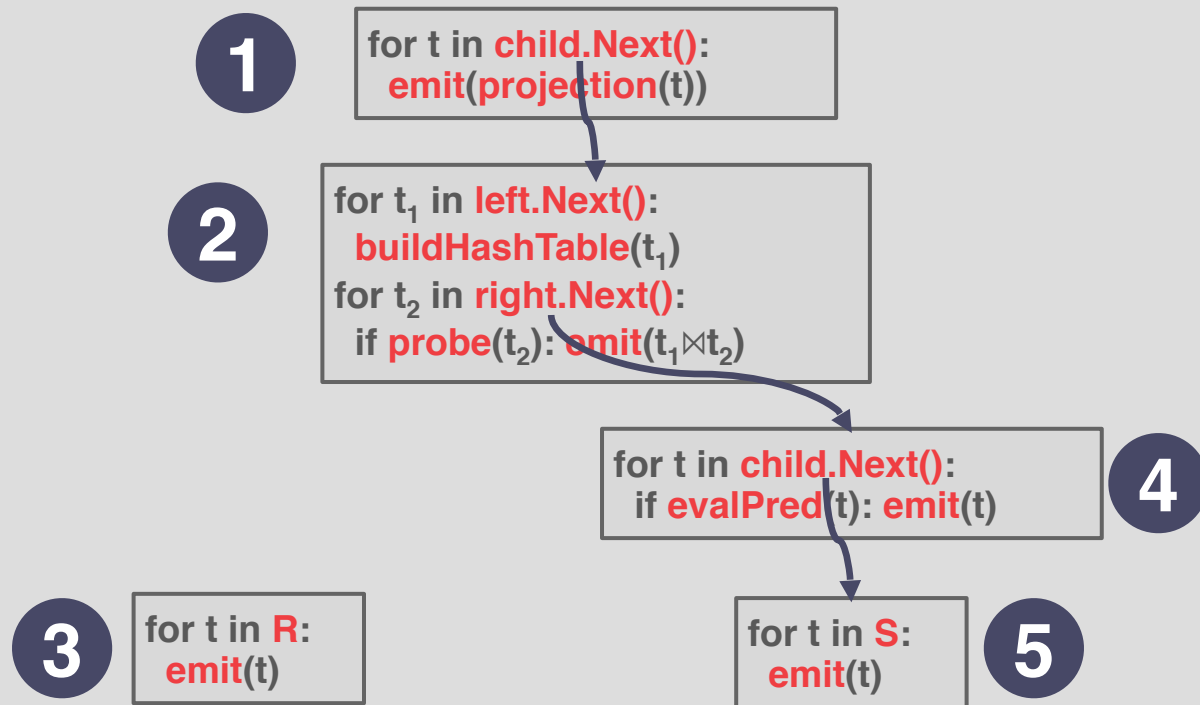 1
for t in child.Next():
emit(projection(t))
2
for t₁ in left.Next():
buildHashTable(t₁)
for t₂ in right.Next():
if probe(t₂): emit(t₁⨝t₂)
for t in child.Next():
if evalPred(t): emit(t)
4
3
for t in R:
emit(t)
for t in S:
emit(t)
5